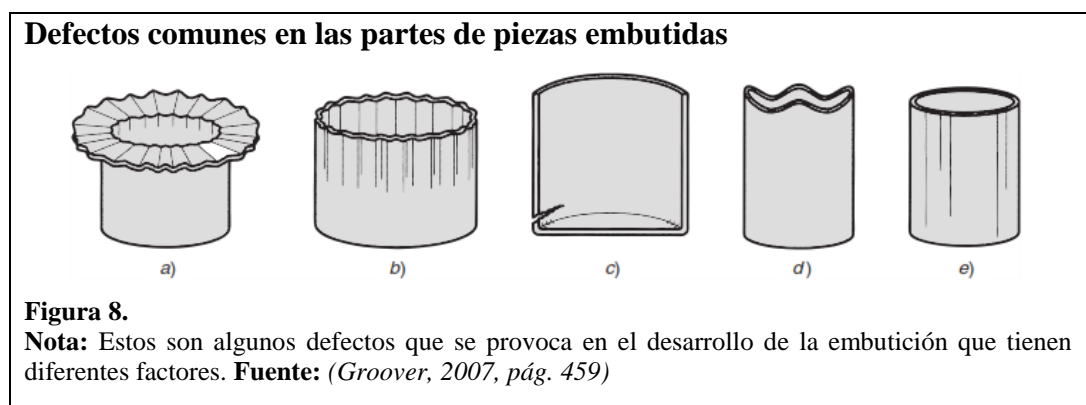 Defectos comunes en las partes de piezas embutidas
a) b) c) d) e)
Figura 8.
Nota: Estos son algunos defectos que se provoca en el desarrollo de la embutición que tienen
diferentes factores. Fuente: (Groover, 2007, pág. 459)